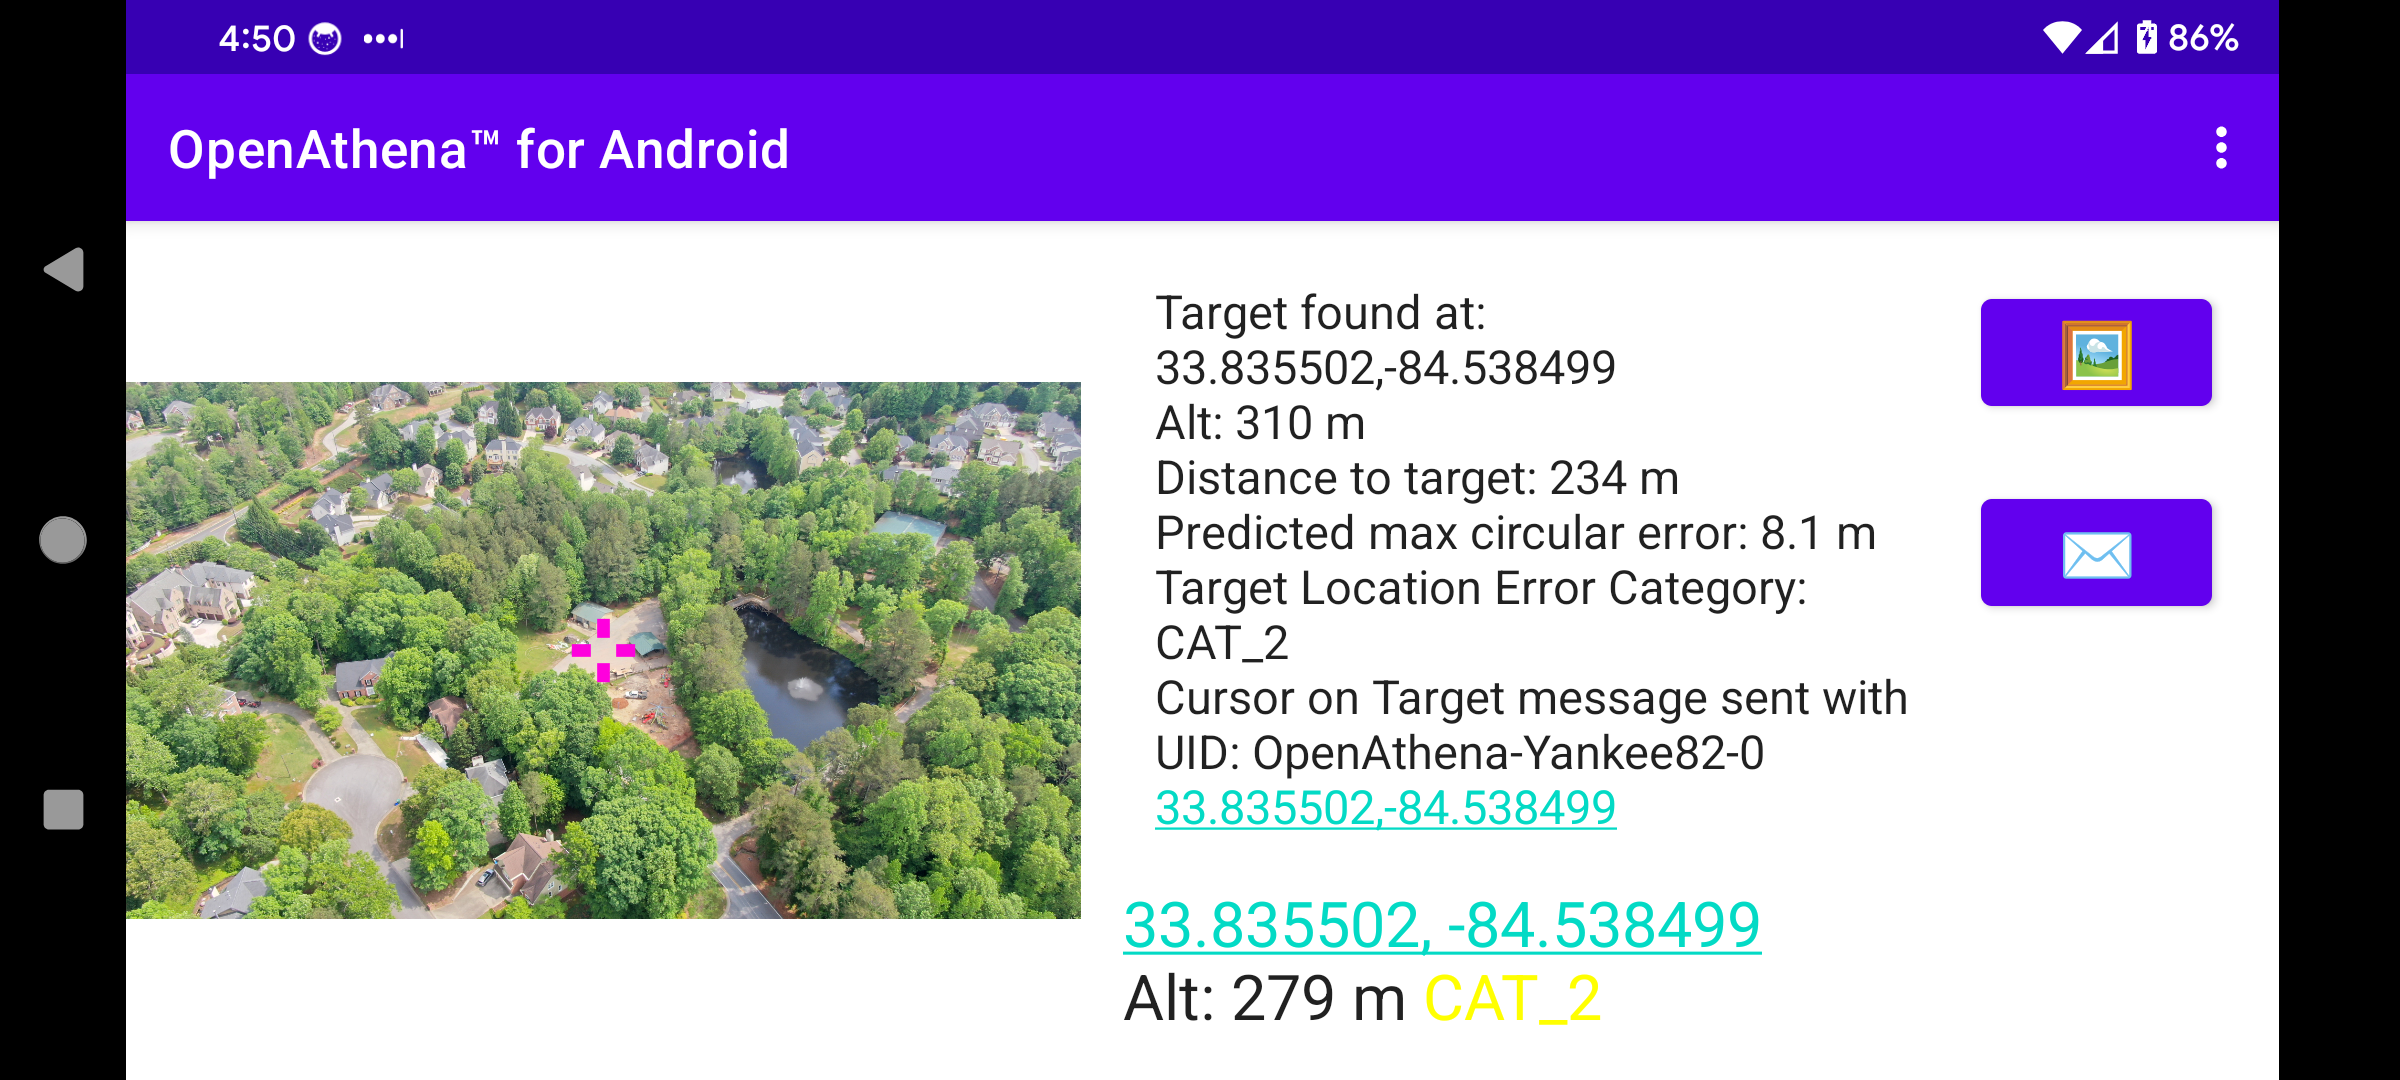 4:50
86%
OpenAthena™ for Android
Target found at:
33.835502,-84.538499
Alt: 310 m
Distance to target: 234 m
Predicted max circular error: 8.1 m
Target Location Error Category:
CAT_2
Cursor on Target message sent with
UID: OpenAthena-Yankee82-0
33.835502,-84.538499
33.835502, -84.538499
Alt: 279 m CAT_2